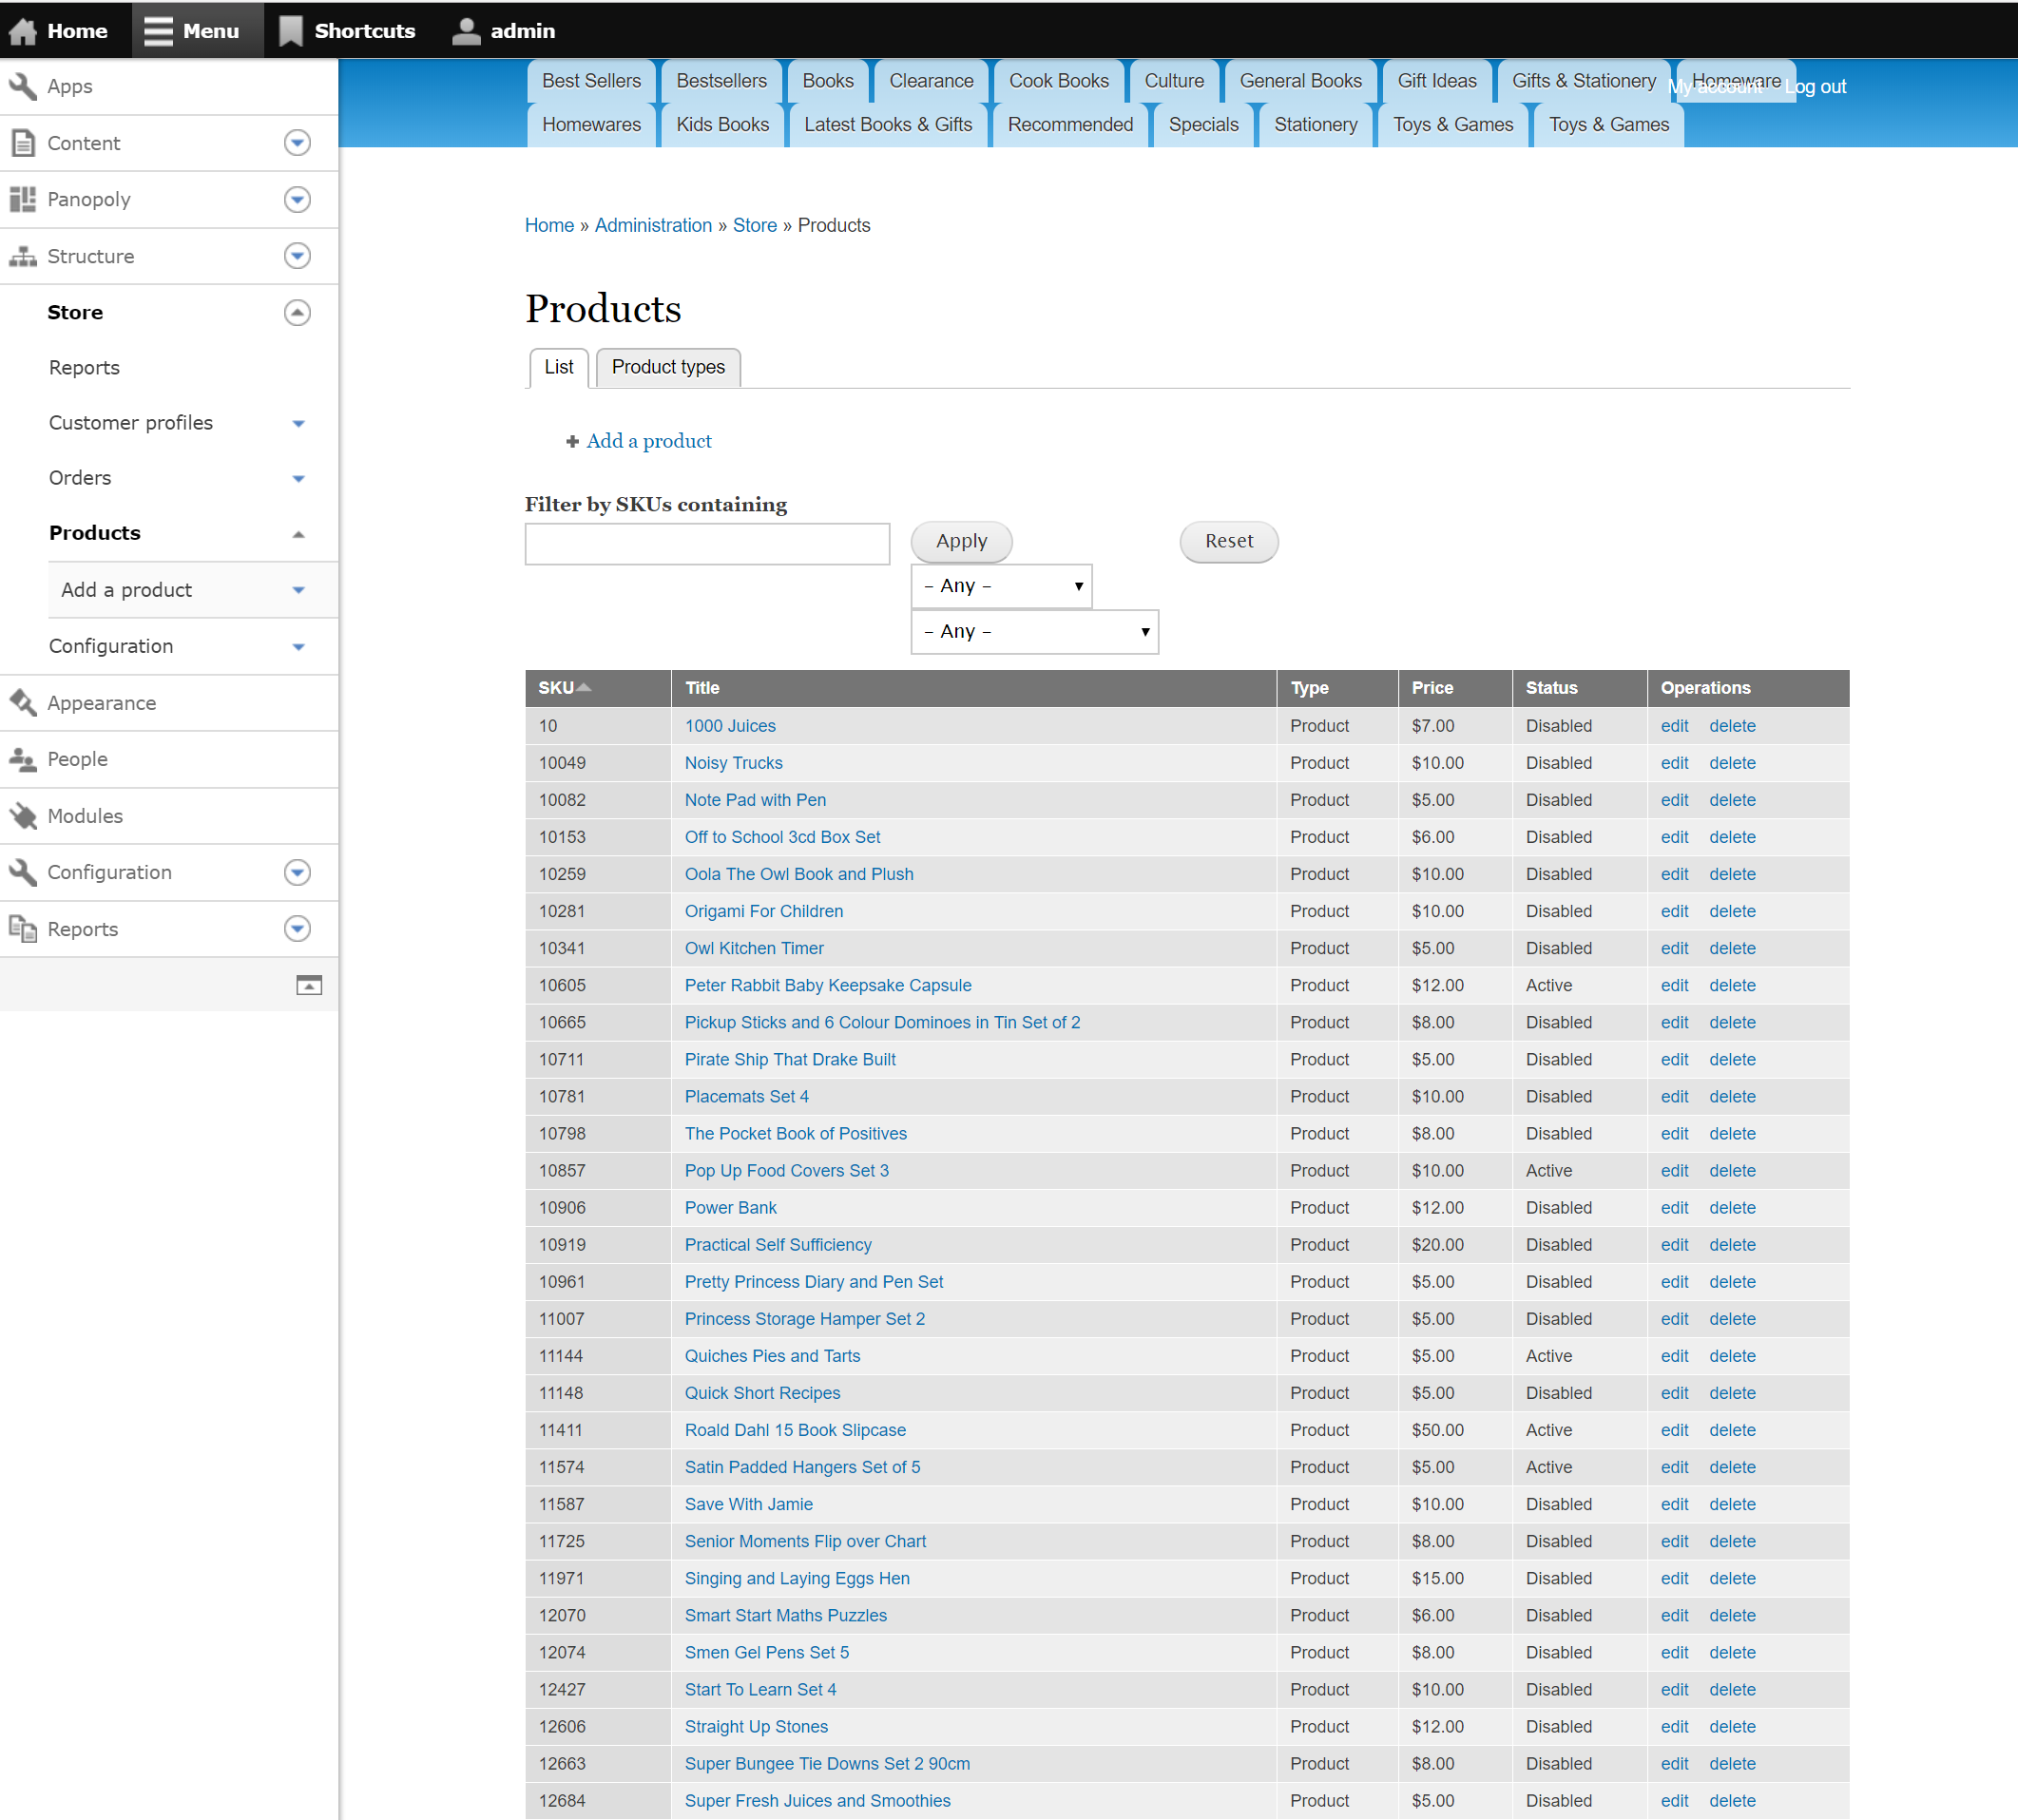 Home Menu Shortcuts admin
Apps
Content
Panopoly
Structure
Store
Reports
Customer profiles
Orders
Products
Add a product
Configuration
Appearance
People
Modules
Configuration
Reports
Best Sellers Bestsellers Books Clearance Cook Books Culture General Books Gift Ideas Gifts & Stationery Homeware
My account Log out
Homewares Kids Books Latest Books & Gifts Recommended Specials Stationery Toys & Games Toys & Games
Home » Administration » Store » Products
Products
List Product types
Add a product
Filter by SKUs containing
Apply Reset
- Any -
- Any -
SKU Title Type Price Status Operations
10 1000 Juices Product $7.00 Disabled edit delete
10049 Noisy Trucks Product $10.00 Disabled edit delete
10082 Note Pad with Pen Product $5.00 Disabled edit delete
10153 Off to School 3cd Box Set Product $6.00 Disabled edit delete
10259 Oola The Owl Book and Plush Product $10.00 Disabled edit delete
10281 Origami For Children Product $10.00 Disabled edit delete
10341 Owl Kitchen Timer Product $5.00 Disabled edit delete
10605 Peter Rabbit Baby Keepsake Capsule Product $12.00 Active edit delete
10665 Pickup Sticks and 6 Colour Dominoes in Tin Set of 2 Product $8.00 Disabled edit delete
10711 Pirate Ship That Drake Built Product $5.00 Disabled edit delete
10781 Placemats Set 4 Product $10.00 Disabled edit delete
10798 The Pocket Book of Positives Product $8.00 Disabled edit delete
10857 Pop Up Food Covers Set 3 Product $10.00 Active edit delete
10906 Power Bank Product $12.00 Disabled edit delete
10919 Practical Self Sufficiency Product $20.00 Disabled edit delete
10961 Pretty Princess Diary and Pen Set Product $5.00 Disabled edit delete
11007 Princess Storage Hamper Set 2 Product $5.00 Disabled edit delete
11144 Quiches Pies and Tarts Product $5.00 Active edit delete
11148 Quick Short Recipes Product $5.00 Disabled edit delete
11411 Roald Dahl 15 Book Slipcase Product $50.00 Active edit delete
11574 Satin Padded Hangers Set of 5 Product $5.00 Active edit delete
11587 Save With Jamie Product $10.00 Disabled edit delete
11725 Senior Moments Flip over Chart Product $8.00 Disabled edit delete
11971 Singing and Laying Eggs Hen Product $15.00 Disabled edit delete
12070 Smart Start Maths Puzzles Product $6.00 Disabled edit delete
12074 Smen Gel Pens Set 5 Product $8.00 Disabled edit delete
12427 Start To Learn Set 4 Product $10.00 Disabled edit delete
12606 Straight Up Stones Product $12.00 Disabled edit delete
12663 Super Bungee Tie Downs Set 2 90cm Product $8.00 Disabled edit delete
12684 Super Fresh Juices and Smoothies Product $5.00 Disabled edit delete